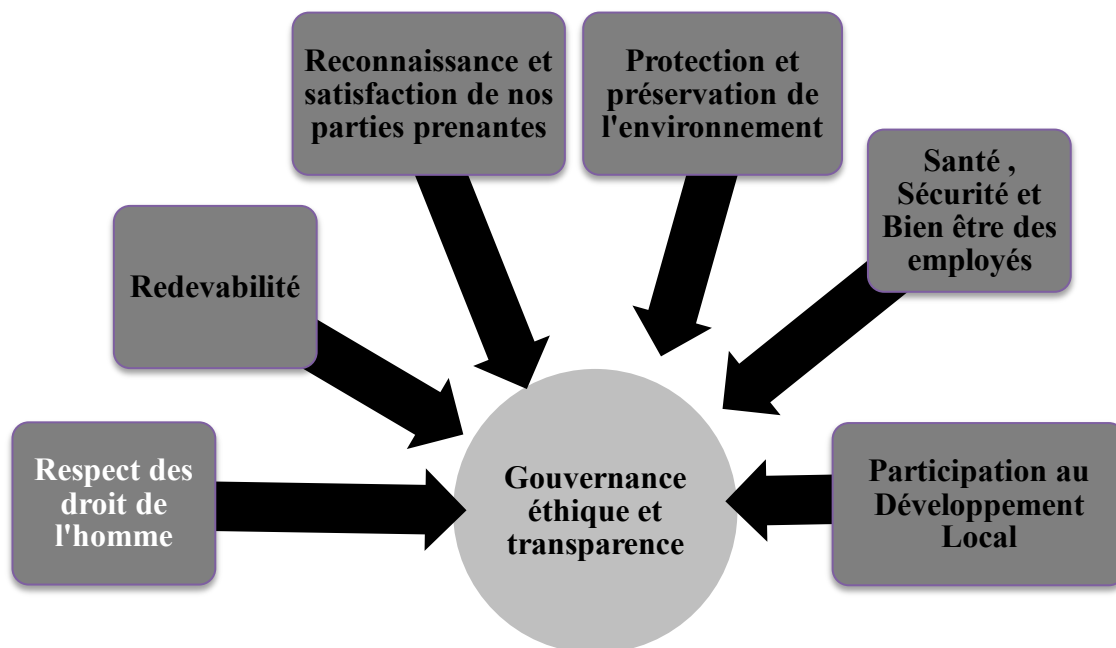 Reconnaissance et
satisfaction de nos
parties prenantes
Protection et
préservation de
l'environnement
Santé ,
Sécurité et
Bien être des
employés
Redevabilité
Respect des
droit de
l'homme
Gouvernance
éthique et
transparence
Participation au
Développement
Local